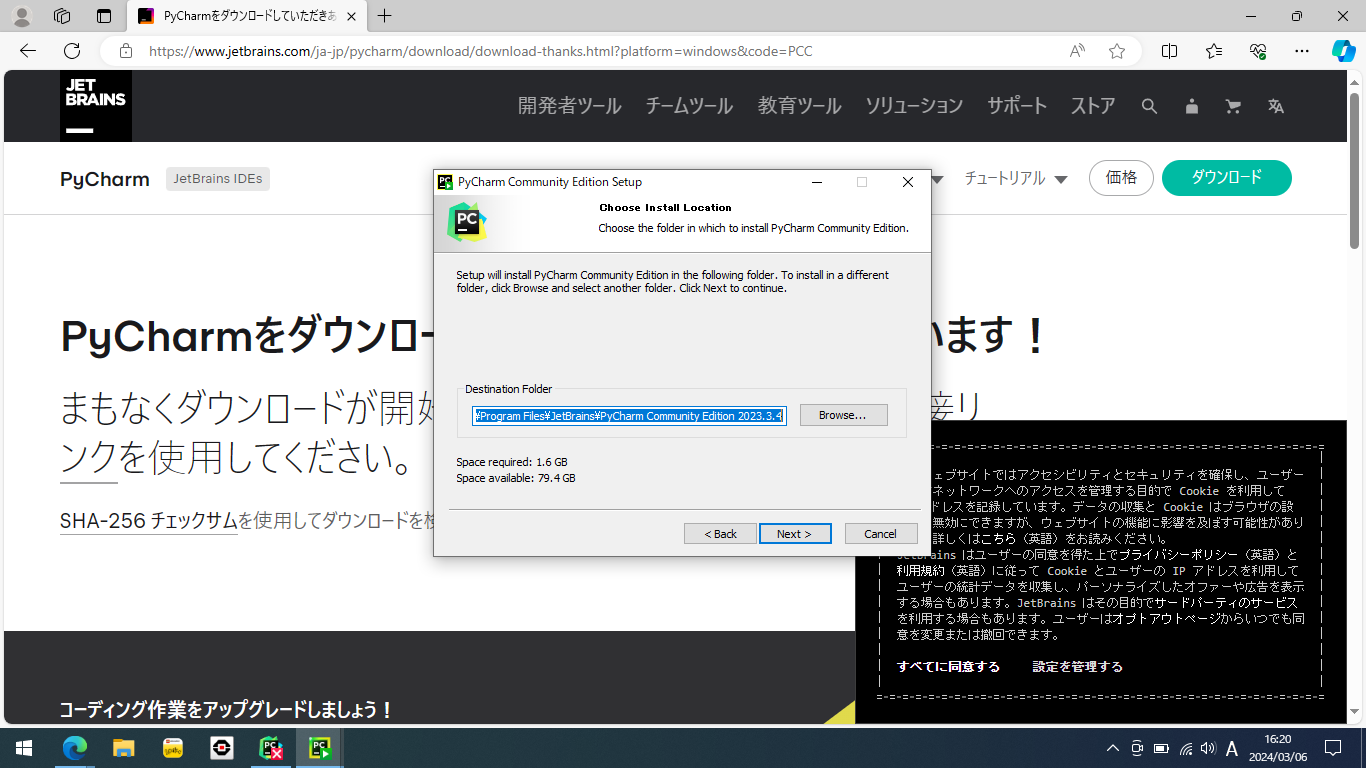 PyCharmをダウンロードしていただきあ
https://www.jetbrains.com/ja-jp/pycharm/download/download-thanks.html?platform=windows&code=PCC
JET
BRAINS
開発者ツール チームツール 教育ツール ソリューション サポート ストア
PyCharm JetBrains IDEs
チュートリアル 価格 ダウンロード
PyCharmをダウンロー
います！
まもなくダウンロードが開始
接リ
ンクを使用してください。
SHA-256 チェックサムを使用してダウンロードを検
コーディング作業をアップグレードしましょう！
PC PyCharm Community Edition Setup
PC
Choose Install Location
Choose the folder in which to install PyCharm Community Edition.
Setup will install PyCharm Community Edition in the following folder. To install in a different
folder, click Browse and select another folder. Click Next to continue.
Destination Folder
¥Program Files¥JetBrains¥PyCharm Community Edition 2023.3.4
Browse...
Space required: 1.6 GB
Space available: 79.4 GB
< Back Next > Cancel
ェブサイトではアクセシビリティとセキュリティを確保し、ユーザー
ネットワークへのアクセスを管理する目的で Cookie を利用して
ドレスを記録しています。データの収集と Cookie はブラウザの設
無効にできますが、ウェブサイトの機能に影響を及ぼす可能性があり
詳しくはこちら（英語）をお読みください。
JetBrains はユーザーの同意を得た上でプライバシーポリシー（英語）と
利用規約（英語）に従って Cookie とユーザーの IP アドレスを利用して
ユーザーの統計データを収集し、パーソナライズしたオファーや広告を表示
する場合もあります。JetBrains はその目的でサードパーティのサービス
を利用する場合もあります。ユーザーはオプトアウトページからいつでも同
意を変更または撤回できます。
すべてに同意する 設定を管理する
PC PC
A
16:20
2024/03/06